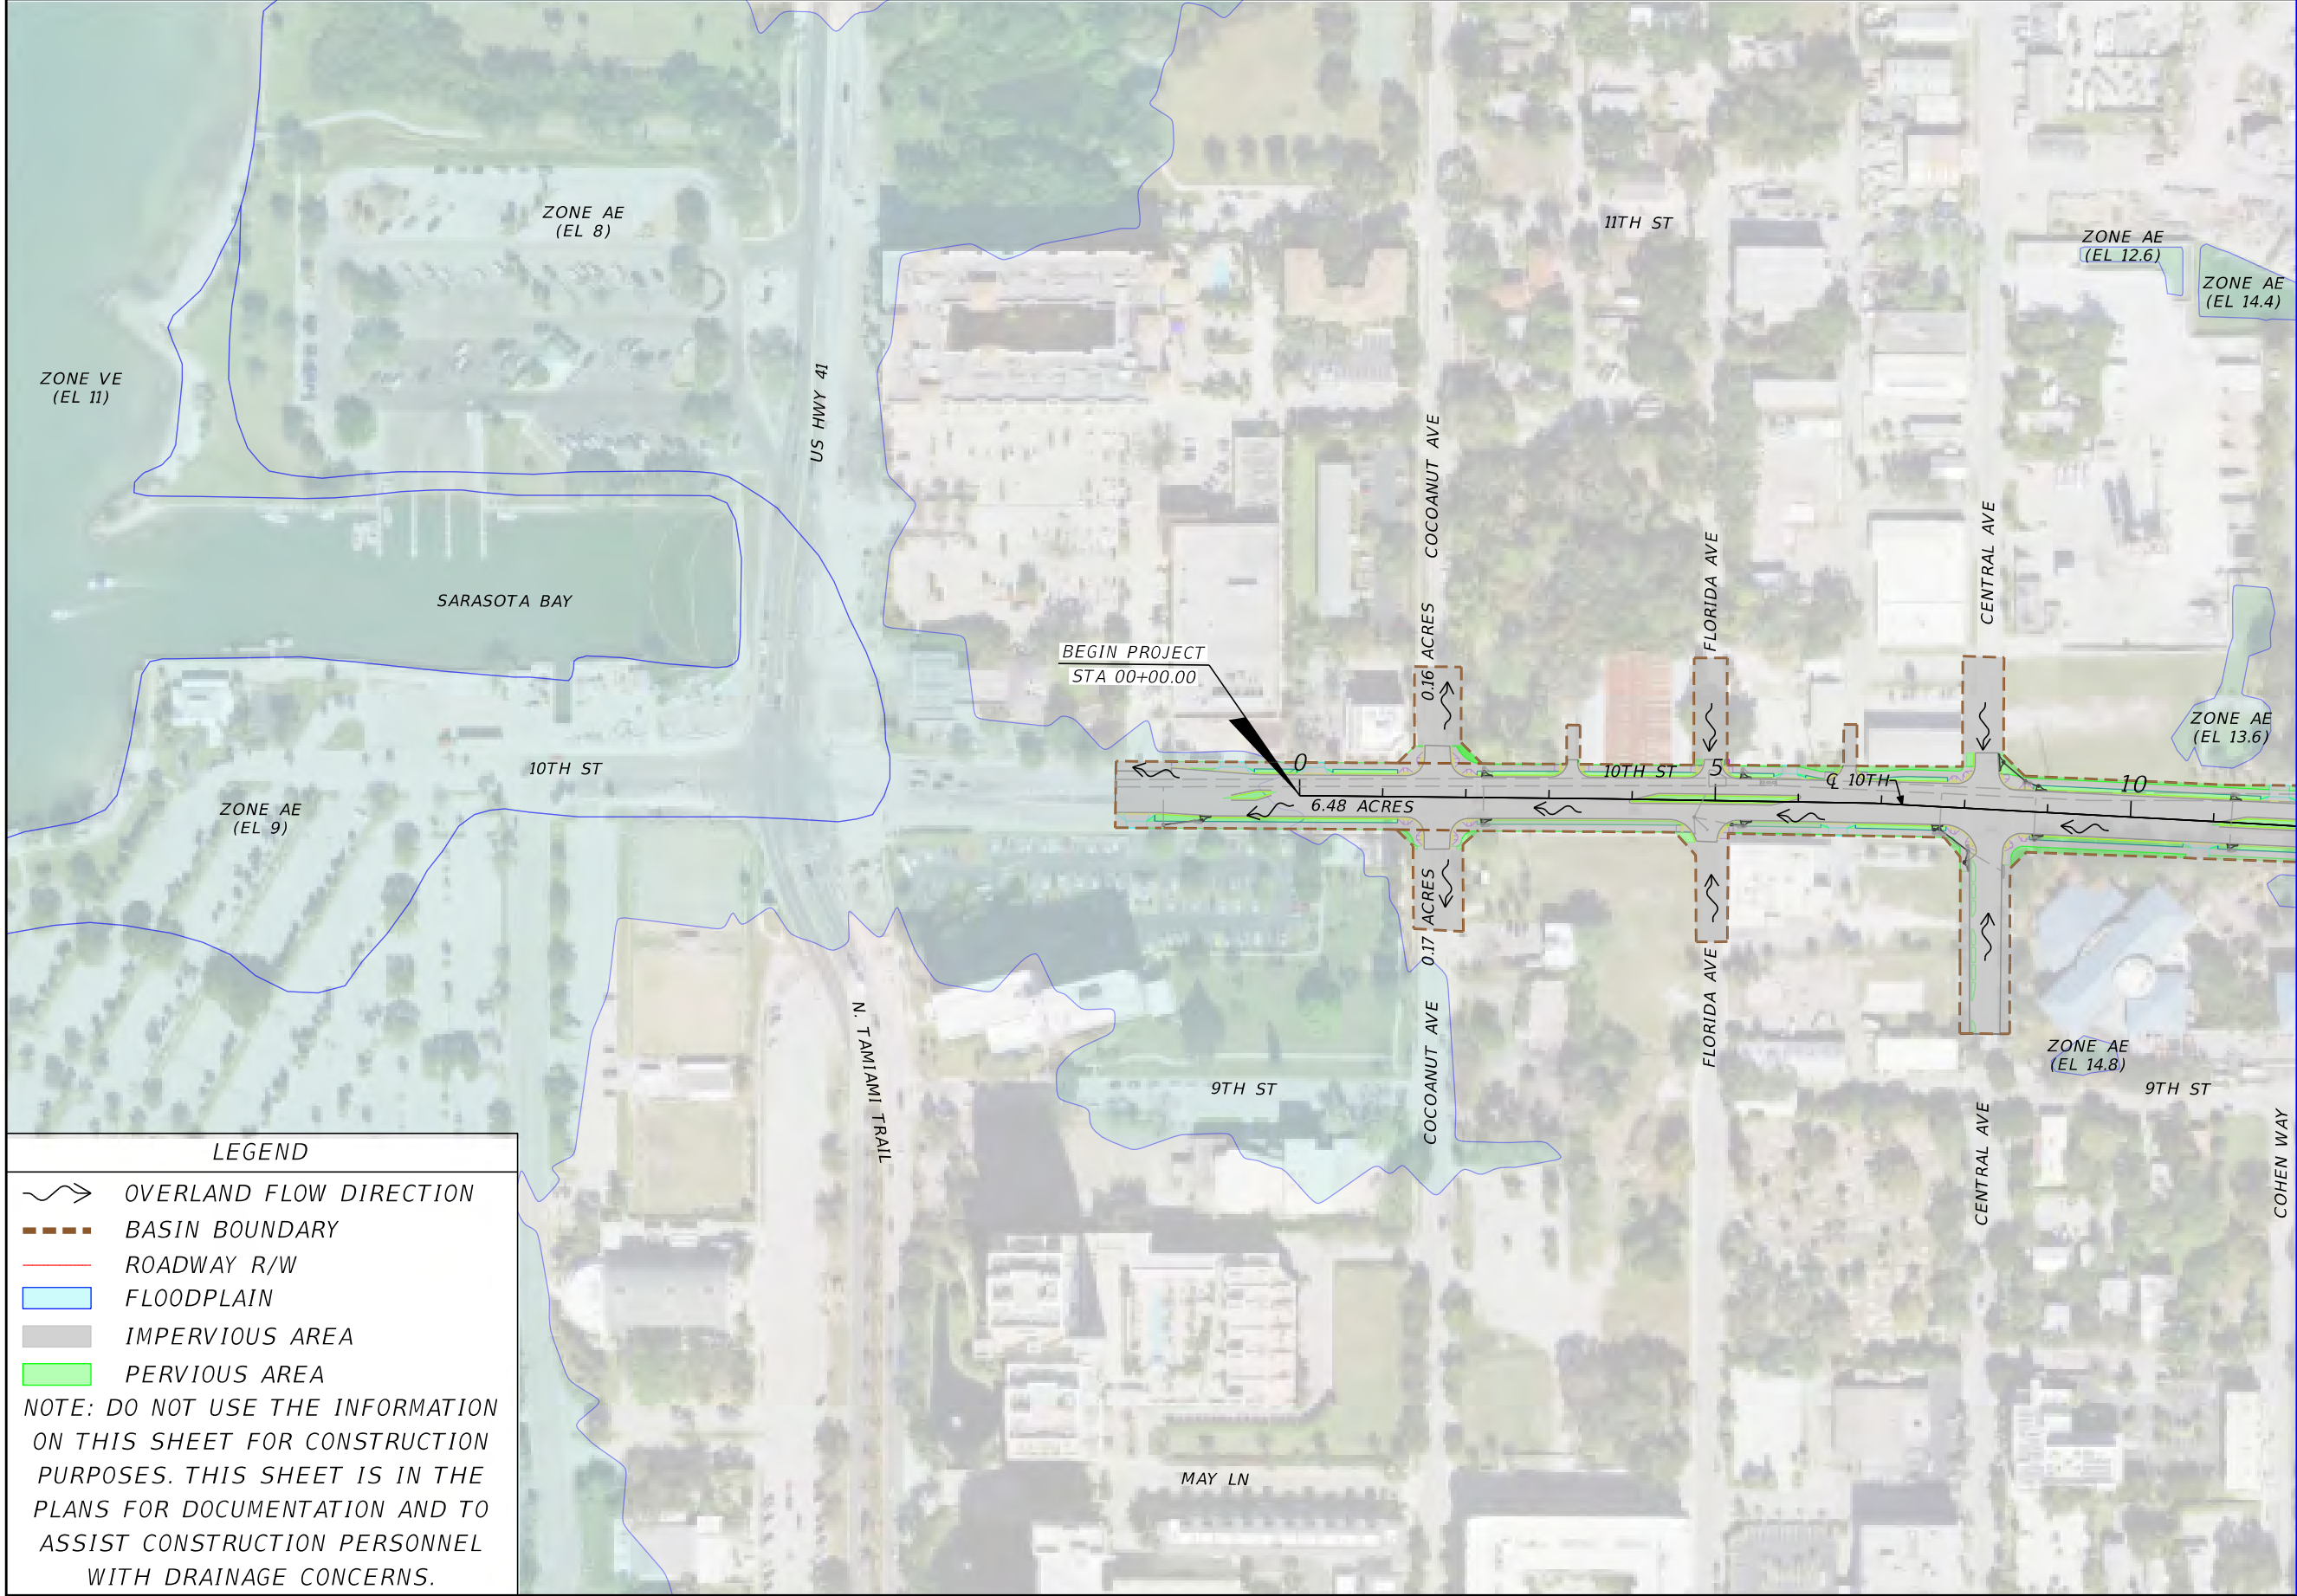 ZONE AE
(EL 8)
11TH ST
ZONE AE
(EL 12.6)
ZONE AE
(EL 14.4)
ZONE VE
(EL 11)
US HWY 41
COCOANUT AVE
FLORIDA AVE
CENTRAL AVE
SARASOTA BAY
BEGIN PROJECT
STA 00+00.00
0.16 ACRES
ZONE AE
(EL 13.6)
10TH ST
0
10TH ST
5
℄ 10TH
10
6.48 ACRES
ZONE AE
(EL 9)
0.17 ACRES
COCOANUT AVE
FLORIDA AVE
N. TAMIAMI TRAIL
9TH ST
ZONE AE
(EL 14.8)
9TH ST
CENTRAL AVE
COHEN WAY
MAY LN
LEGEND
OVERLAND FLOW DIRECTION
BASIN BOUNDARY
ROADWAY R/W
FLOODPLAIN
IMPERVIOUS AREA
PERVIOUS AREA
NOTE: DO NOT USE THE INFORMATION
ON THIS SHEET FOR CONSTRUCTION
PURPOSES. THIS SHEET IS IN THE
PLANS FOR DOCUMENTATION AND TO
ASSIST CONSTRUCTION PERSONNEL
WITH DRAINAGE CONCERNS.